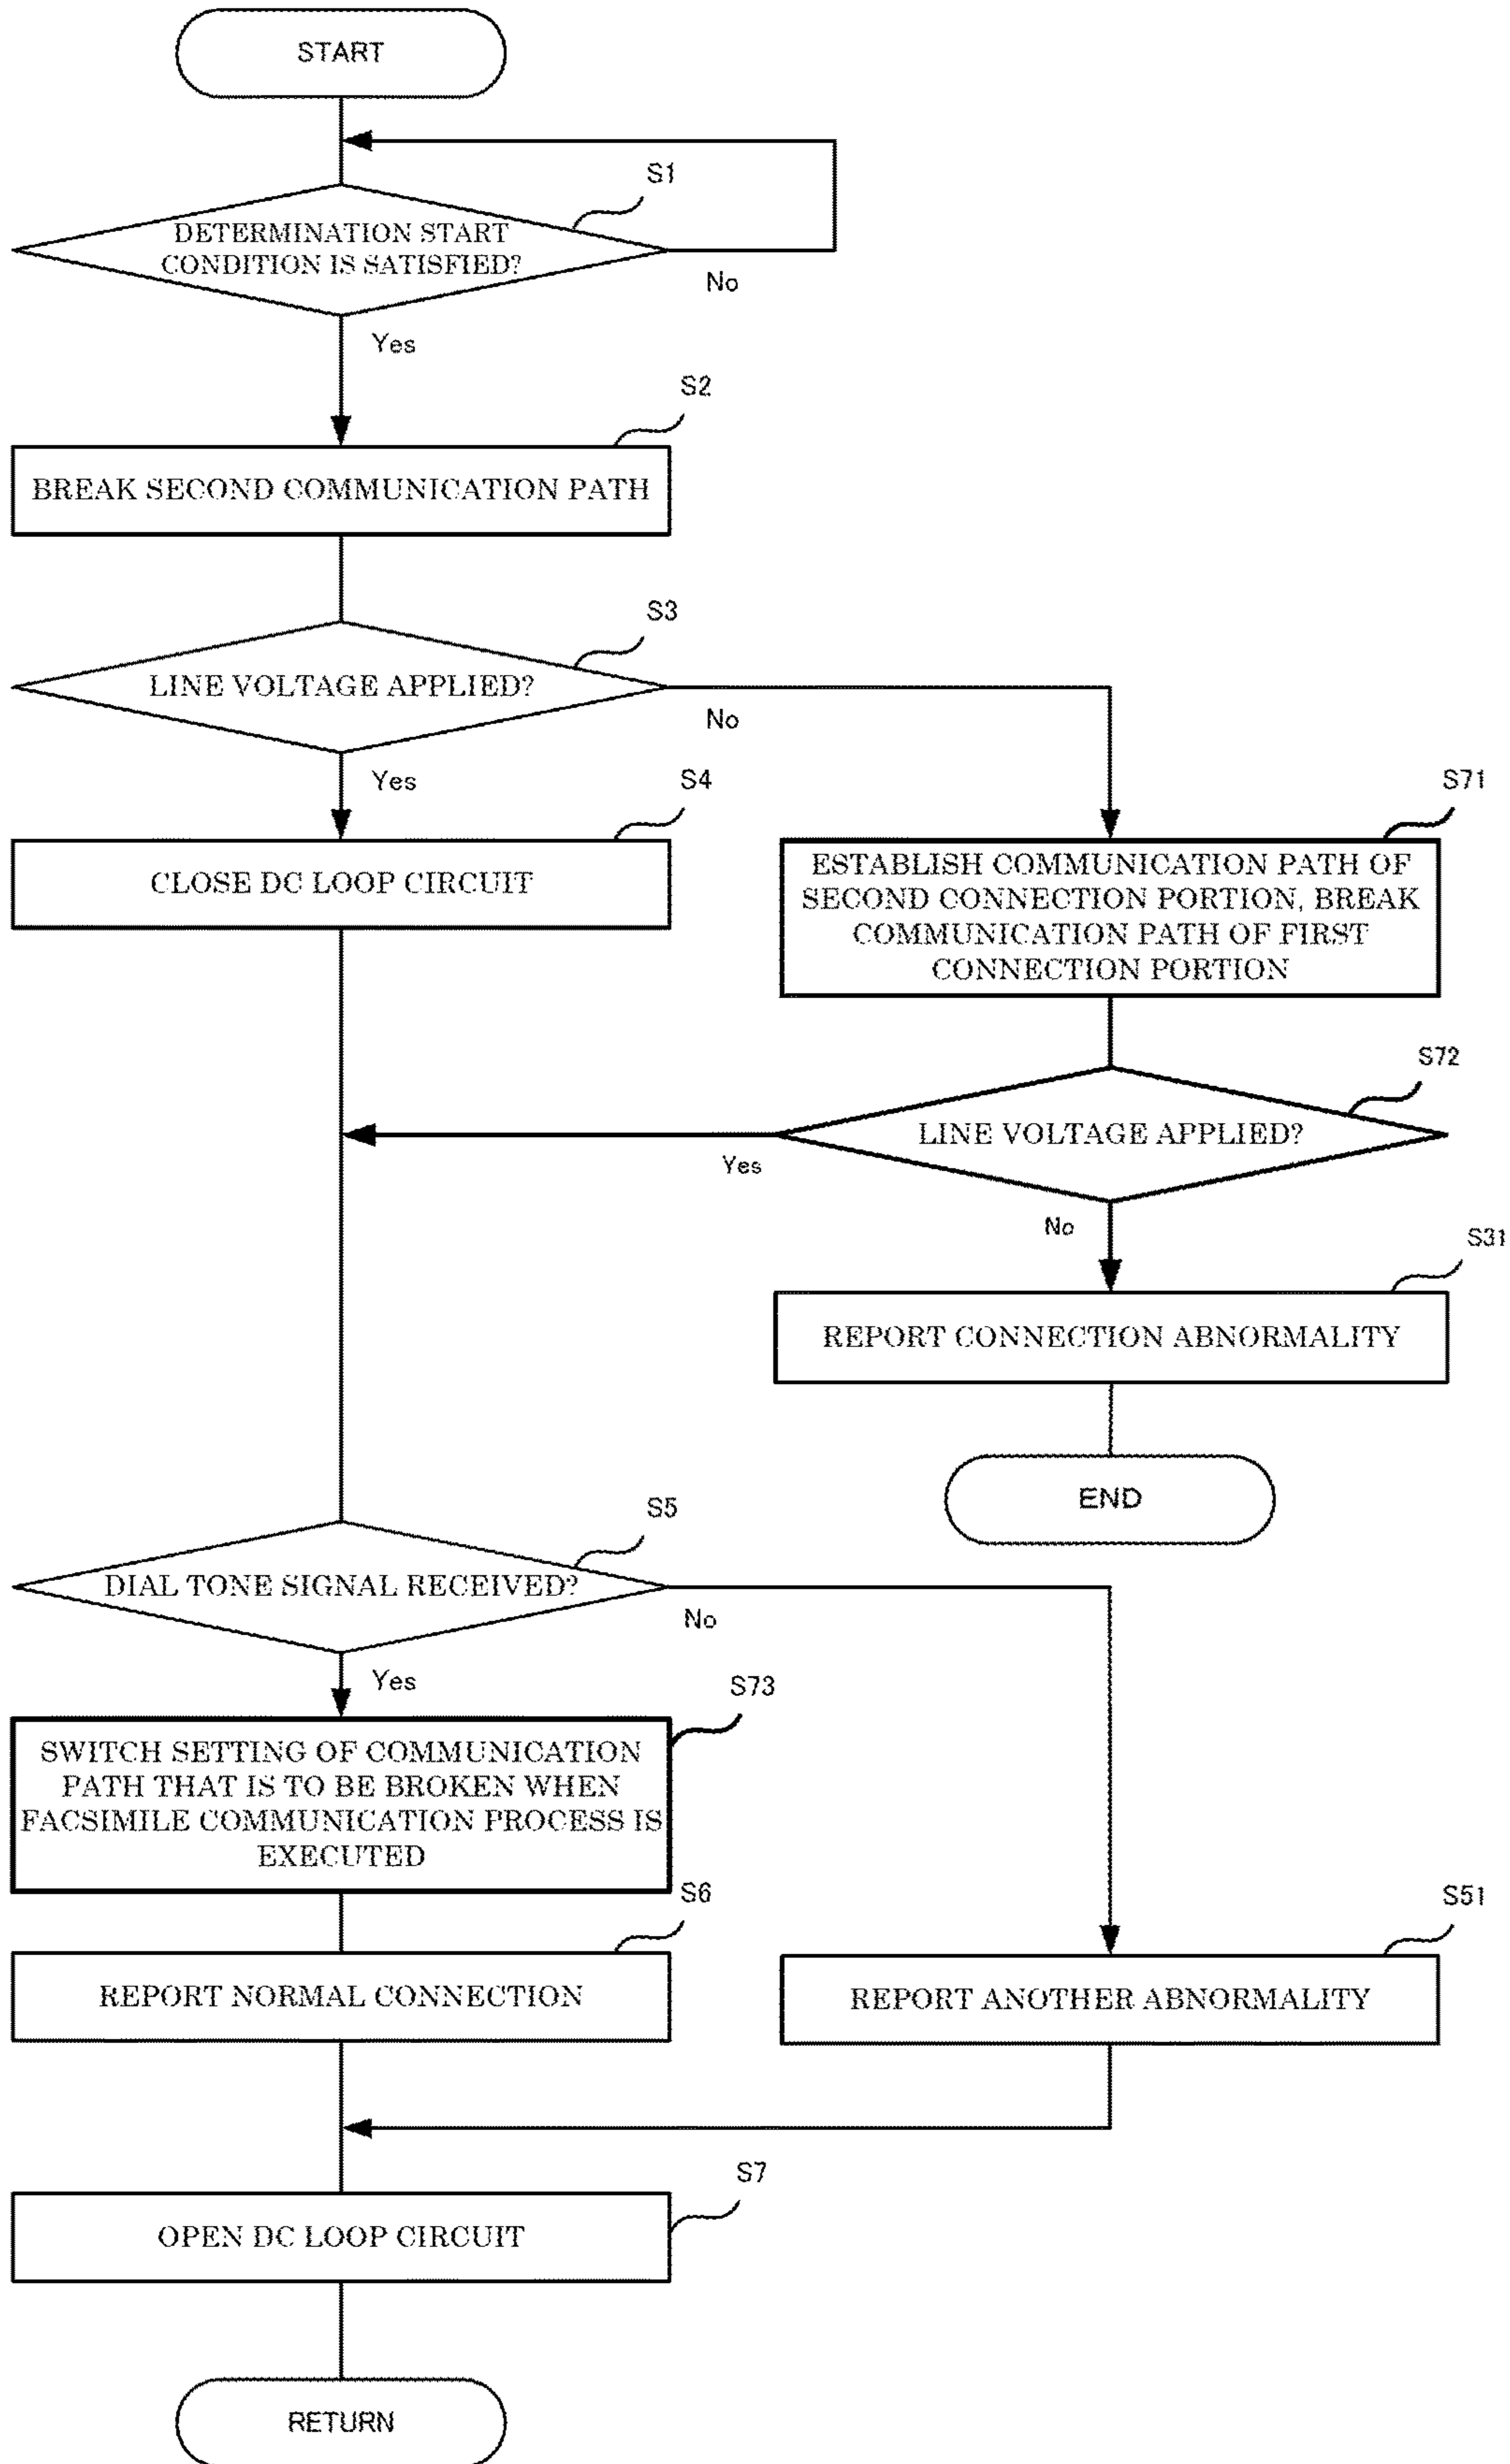 START
S1
DETERMINATION START
CONDITION IS SATISFIED?
No
Yes
S2
BREAK SECOND COMMUNICATION PATH
S3
LINE VOLTAGE APPLIED?
No
Yes
S4
CLOSE DC LOOP CIRCUIT
S71
ESTABLISH COMMUNICATION PATH OF
SECOND CONNECTION PORTION, BREAK
COMMUNICATION PATH OF FIRST
CONNECTION PORTION
S72
LINE VOLTAGE APPLIED?
Yes
No
S31
REPORT CONNECTION ABNORMALITY
END
S5
DIAL TONE SIGNAL RECEIVED?
No
Yes
S73
SWITCH SETTING OF COMMUNICATION
PATH THAT IS TO BE BROKEN WHEN
FACSIMILE COMMUNICATION PROCESS IS
EXECUTED
S6
REPORT NORMAL CONNECTION
S51
REPORT ANOTHER ABNORMALITY
S7
OPEN DC LOOP CIRCUIT
RETURN